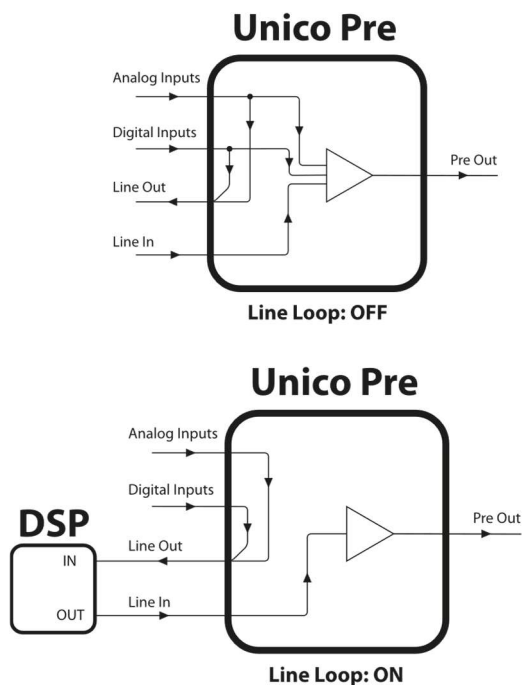 Unico Pre
Analog Inputs
Digital Inputs
Line Out
Line In
Pre Out
Line Loop: OFF
Unico Pre
Analog Inputs
Digital Inputs
DSP
IN
Line Out
OUT
Line In
Pre Out
Line Loop: ON